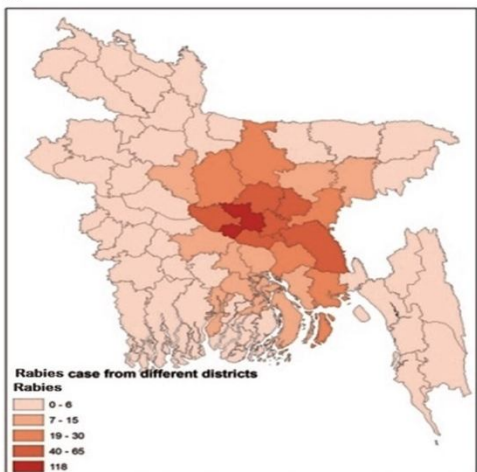 Rabies case from different districts
Rabies
0 - 6
7 - 15
19 - 30
40 - 65
118